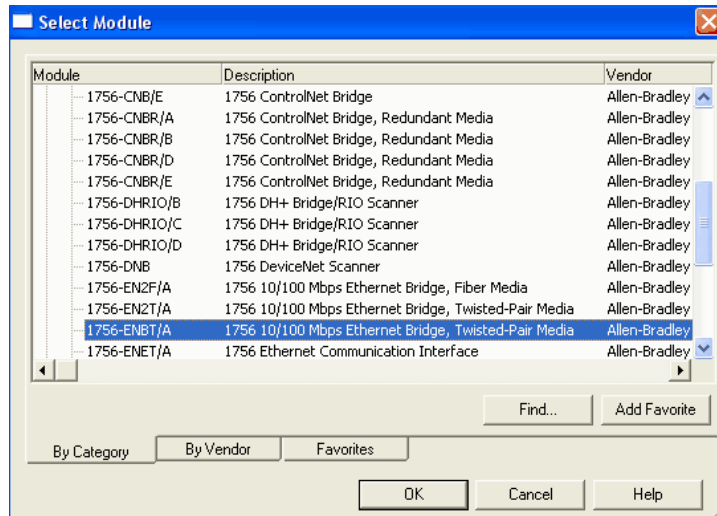 Select Module
Module Description Vendor
1756-CNB/E 1756 ControlNet Bridge Allen-Bradley
1756-CNBR/A 1756 ControlNet Bridge, Redundant Media Allen-Bradley
1756-CNBR/B 1756 ControlNet Bridge, Redundant Media Allen-Bradley
1756-CNBR/D 1756 ControlNet Bridge, Redundant Media Allen-Bradley
1756-CNBR/E 1756 ControlNet Bridge, Redundant Media Allen-Bradley
1756-DHRIO/B 1756 DH+ Bridge/RIO Scanner Allen-Bradley
1756-DHRIO/C 1756 DH+ Bridge/RIO Scanner Allen-Bradley
1756-DHRIO/D 1756 DH+ Bridge/RIO Scanner Allen-Bradley
1756-DNB 1756 DeviceNet Scanner Allen-Bradley
1756-EN2F/A 1756 10/100 Mbps Ethernet Bridge, Fiber Media Allen-Bradley
1756-EN2T/A 1756 10/100 Mbps Ethernet Bridge, Twisted-Pair Media Allen-Bradley
1756-ENBT/A 1756 10/100 Mbps Ethernet Bridge, Twisted-Pair Media Allen-Bradley
1756-ENET/A 1756 Ethernet Communication Interface Allen-Bradley
Find... Add Favorite
By Category By Vendor Favorites
OK Cancel Help